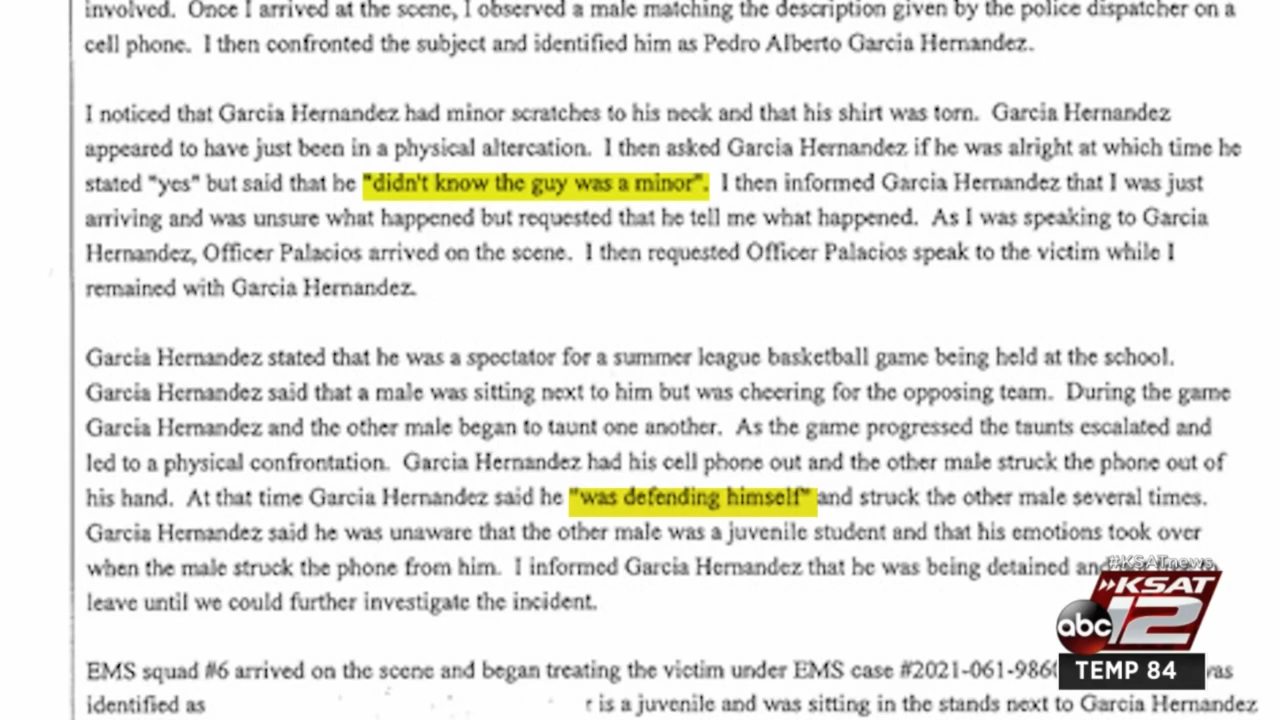 involved. Once I arrived at the scene, I observed a male matching the description given by the police dispatcher on a
cell phone. I then confronted the subject and identified him as Pedro Alberto Garcia Hernandez.
I noticed that Garcia Hernandez had minor scratches to his neck and that his shirt was torn. Garcia Hernandez
appeared to have just been in a physical altercation. I then asked Garcia Hernandez if he was alright at which time he
stated "yes" but said that he "didn't know the guy was a minor". I then informed Garcia Hernandez that I was just
arriving and was unsure what happened but requested that he tell me what happened. As I was speaking to Garcia
Hernandez, Officer Palacios arrived on the scene. I then requested Officer Palacios speak to the victim while I
remained with Garcia Hernandez.
Garcia Hernandez stated that he was a spectator for a summer league basketball game being held at the school.
Garcia Hernandez said that a male was sitting next to him but was cheering for the opposing team. During the game
Garcia Hernandez and the other male began to taunt one another. As the game progressed the taunts escalated and
led to a physical confrontation. Garcia Hernandez had his cell phone out and the other male struck the phone out of
his hand. At that time Garcia Hernandez said he "was defending himself" and struck the other male several times.
Garcia Hernandez said he was unaware that the other male was a juvenile student and that his emotions took over
when the male struck the phone from him. I informed Garcia Hernandez that he was being detained
leave until we could further investigate the incident.
EMS squad #6 arrived on the scene and began treating the victim under EMS case #2021-061-986
identified as is a juvenile and was sitting in the stands next to Garcia Hernandez
#KSATnews
KSAT
abc 12
TEMP 84